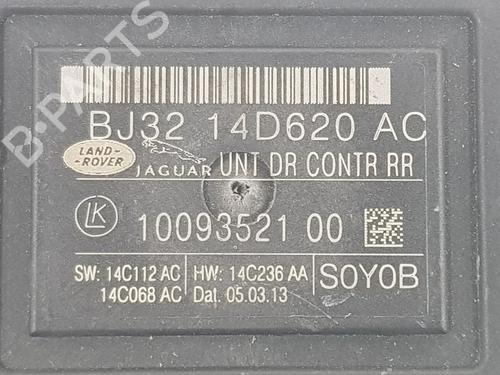 B-PARTS
BJ32 14D620 AC
LAND-
ROVER
JAGUAR
UNT DR CONTR RR
LK
10093521 00
SW: 14C112 AC
14C068 AC
HW: 14C236 AA
Dat. 05.03.13
S0Y0B